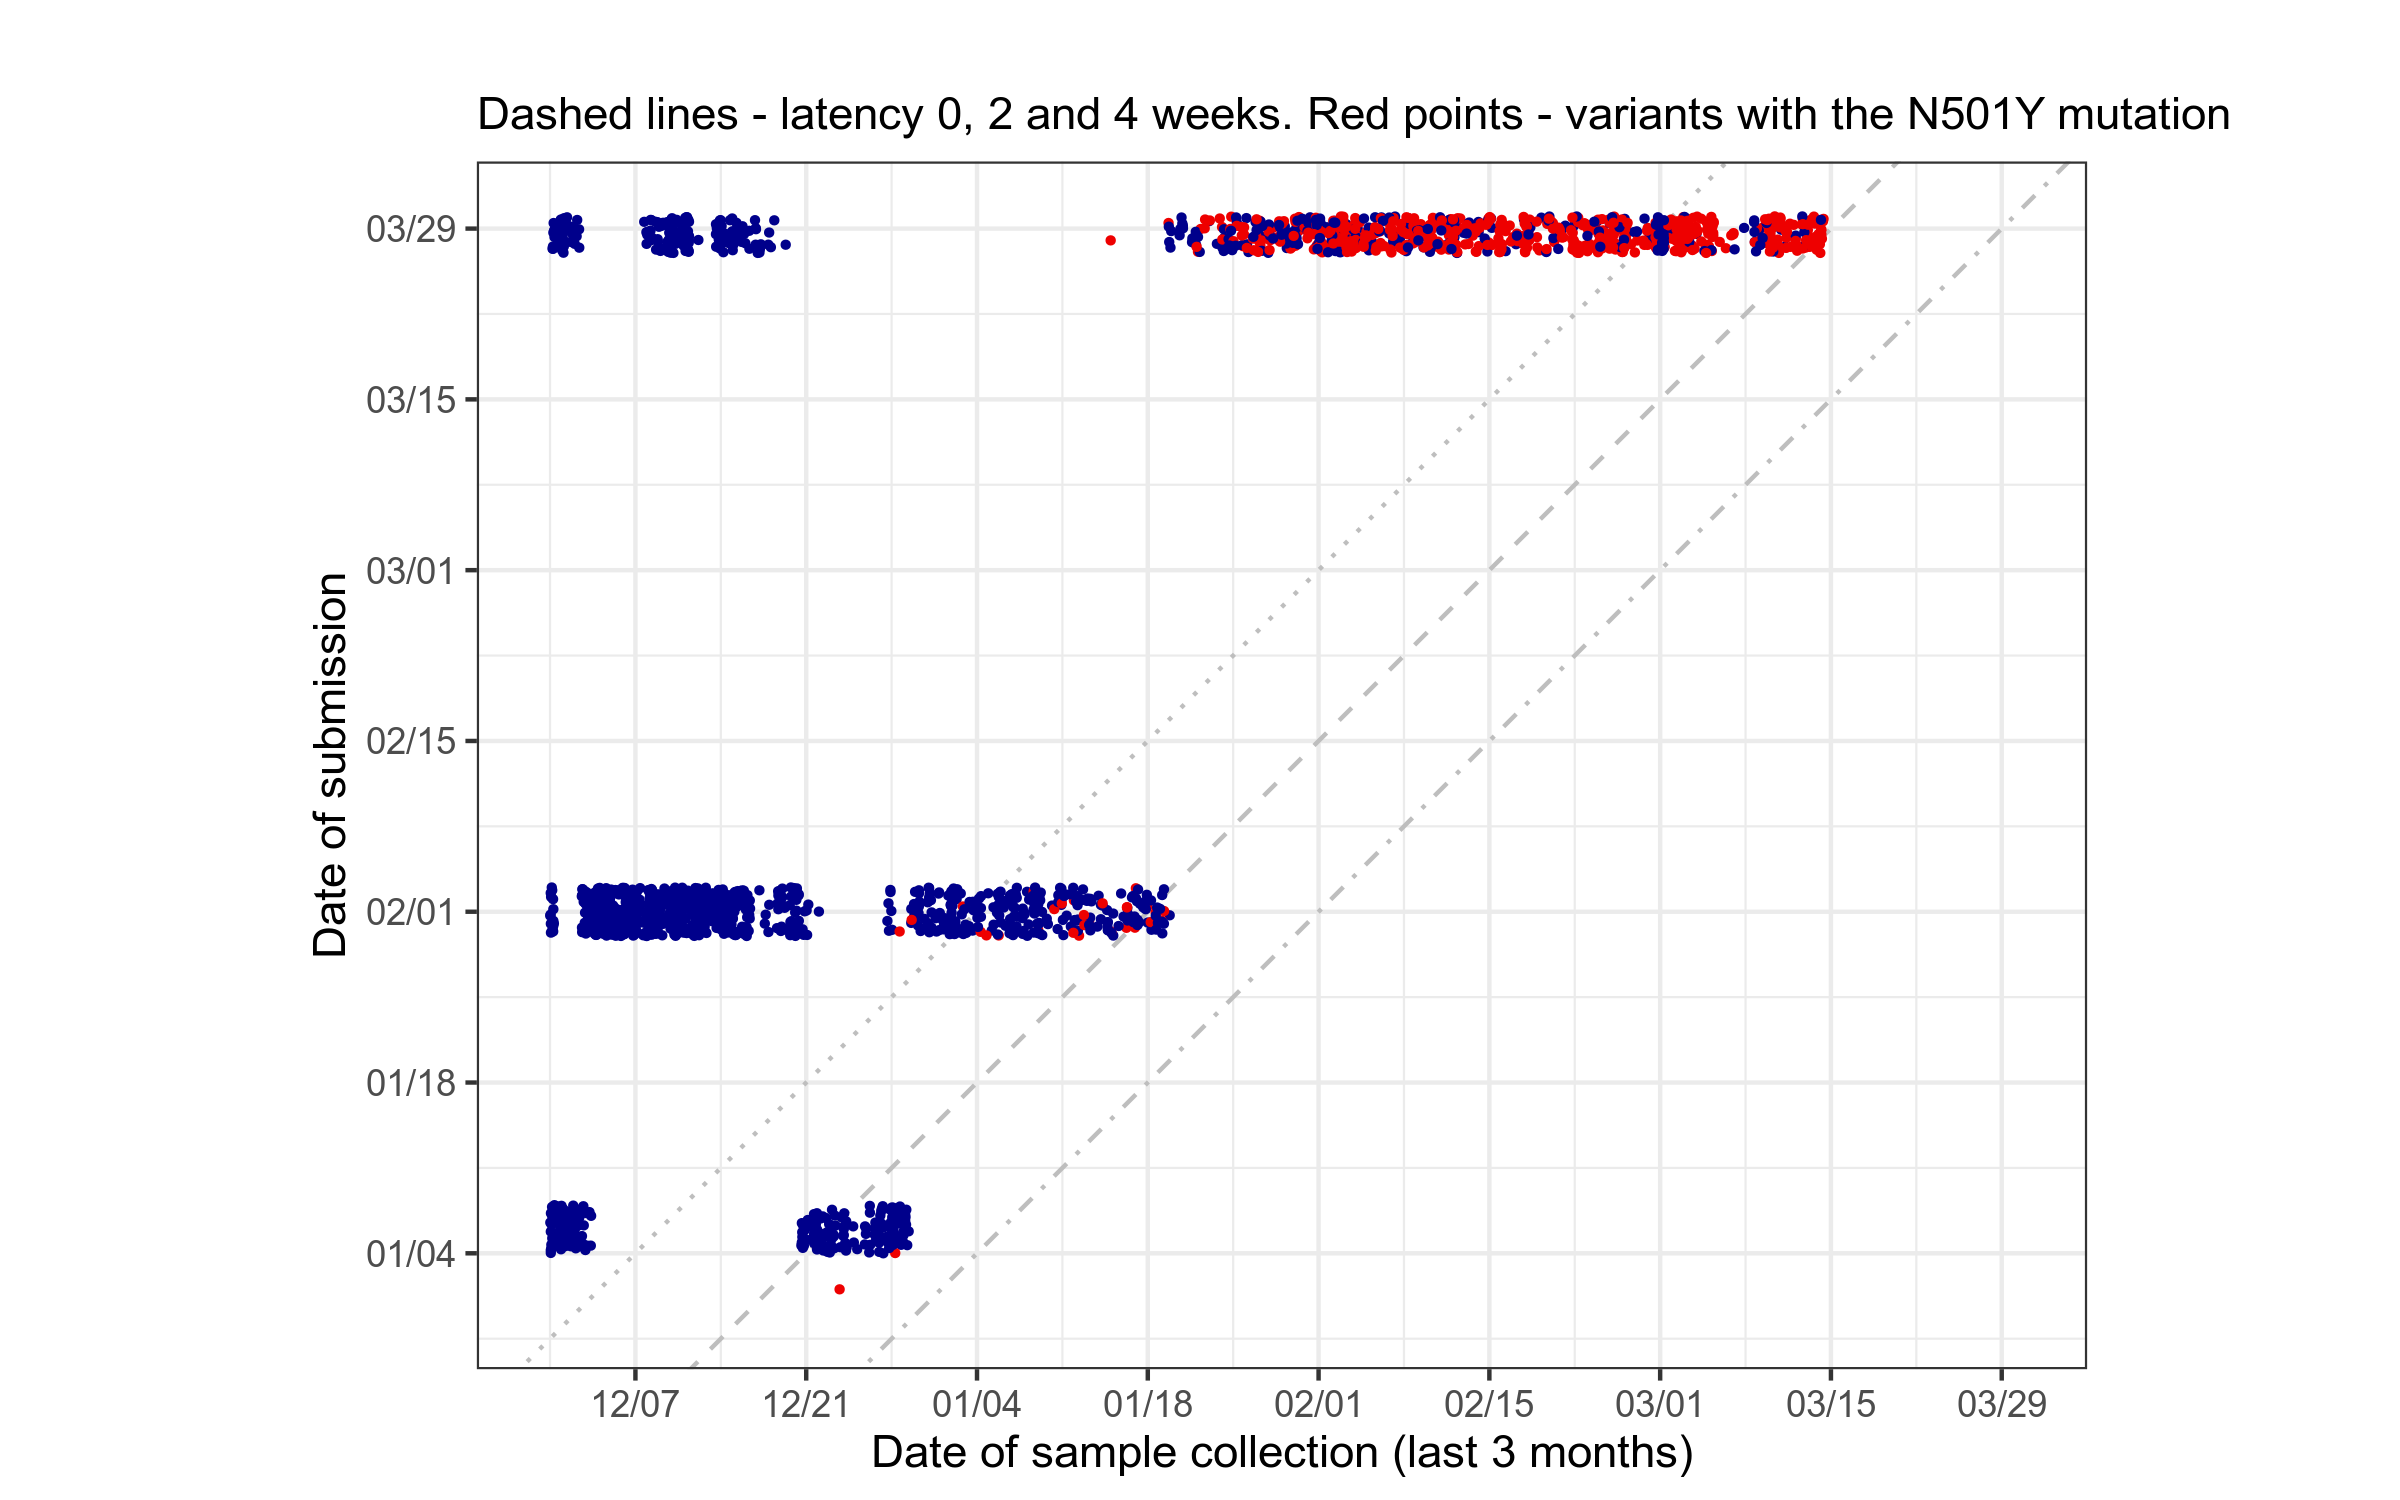 Dashed lines - latency 0, 2 and 4 weeks. Red points - variants with the N501Y mutation
03/29
03/15
03/01
02/15
02/01
01/18
01/04
Date of submission
12/07 12/21 01/04 01/18 02/01 02/15 03/01 03/15 03/29
Date of sample collection (last 3 months)